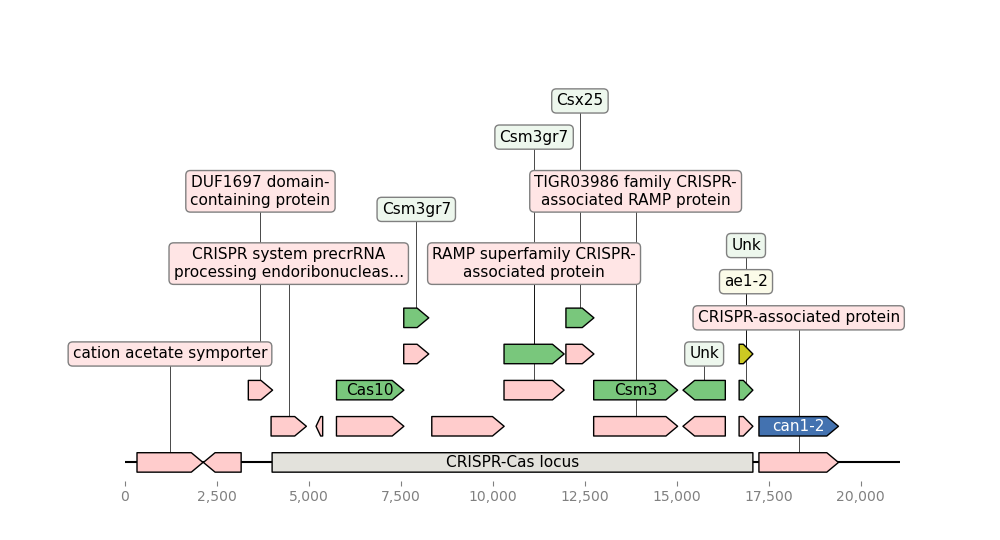 Csx25
Csm3gr7
DUF1697 domain-
containing protein
TIGR03986 family CRISPR-
associated RAMP protein
Csm3gr7
Unk
CRISPR system precrRNA
processing endoribonucleas...
RAMP superfamily CRISPR-
associated protein
ae1-2
CRISPR-associated protein
cation acetate symporter
Unk
Cas10
Csm3
can1-2
CRISPR-Cas locus
0
2,500
5,000
7,500
10,000
12,500
15,000
17,500
20,000